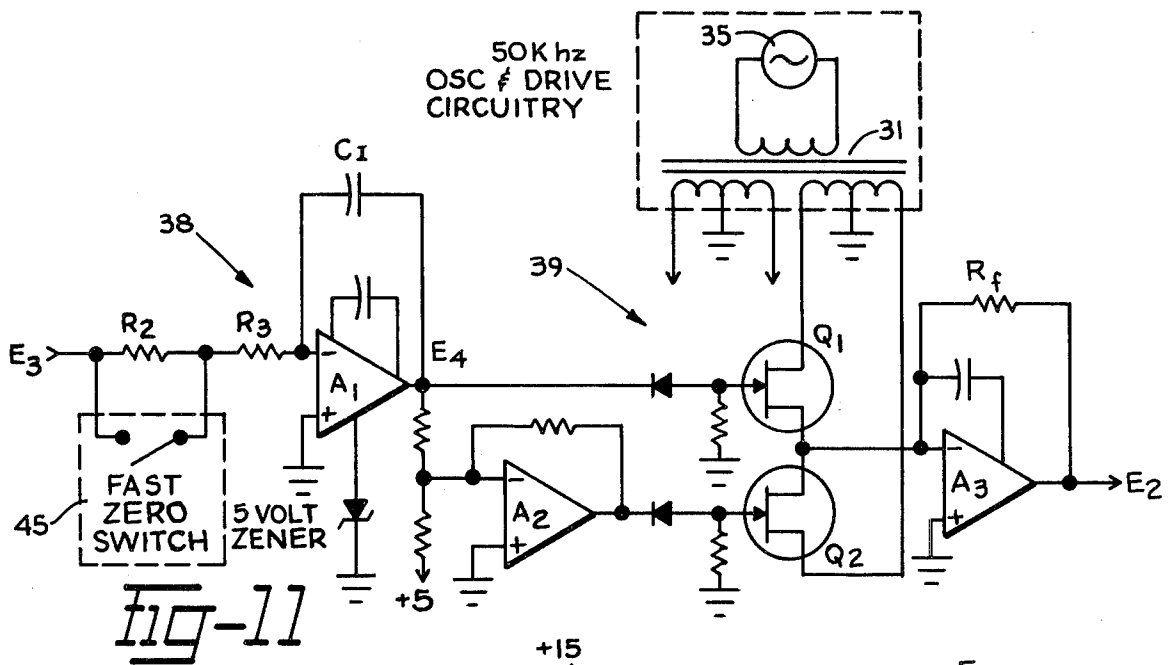 50K hz
OSC & DRIVE
CIRCUITRY
35
31
C1
38
39
Rf
R2
R3
E3
E4
Q1
A1
-
+
FAST
ZERO
SWITCH
45
5 VOLT
ZENER
+5
A2
-
+
Q2
A3
-
+
E2
Fig-11
+15